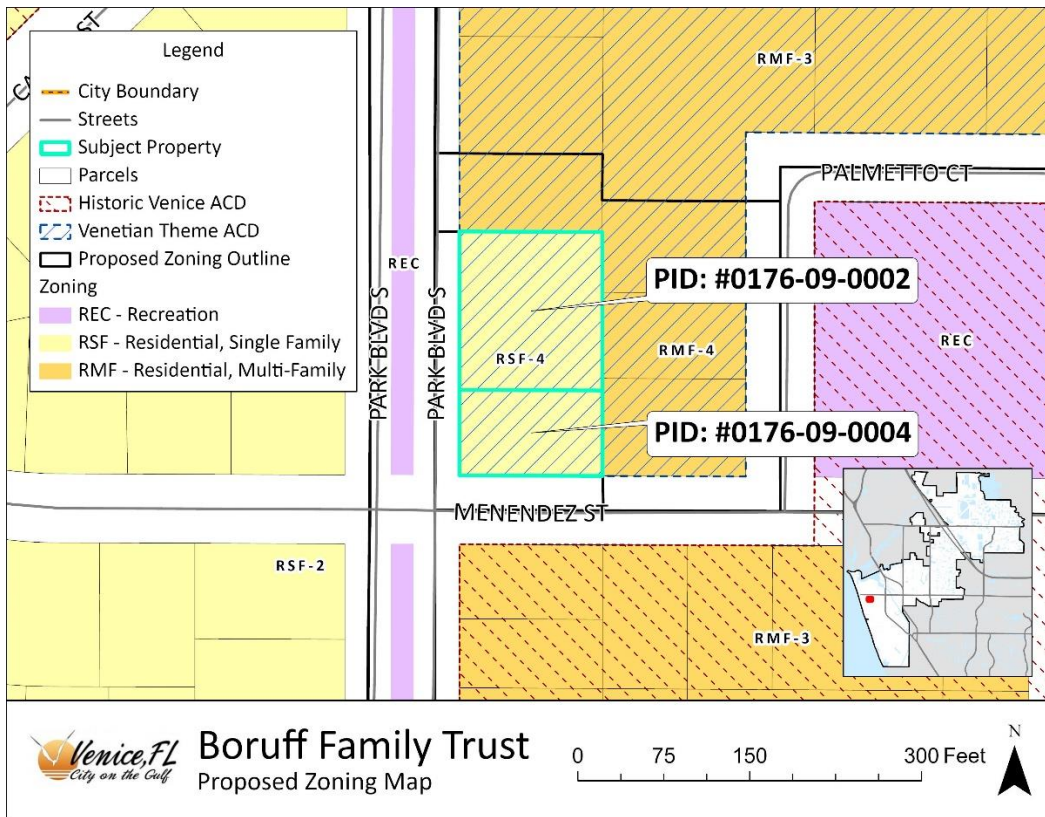 CA
ST
Legend
City Boundary
Streets
Subject Property
Parcels
Historic Venice ACD
Venetian Theme ACD
Proposed Zoning Outline
Zoning
REC - Recreation
RSF - Residential, Single Family
RMF - Residential, Multi-Family
RMF-3
PALMETTO CT
REC
PARK BLVD S
PARK BLVD S
PID: #0176-09-0002
RSF-4
RMF-4
REC
PID: #0176-09-0004
MENENDEZ ST
RSF-2
RMF-3
Venice, FL
City on the Gulf
Boruff Family Trust
Proposed Zoning Map
0 75 150 300 Feet
N